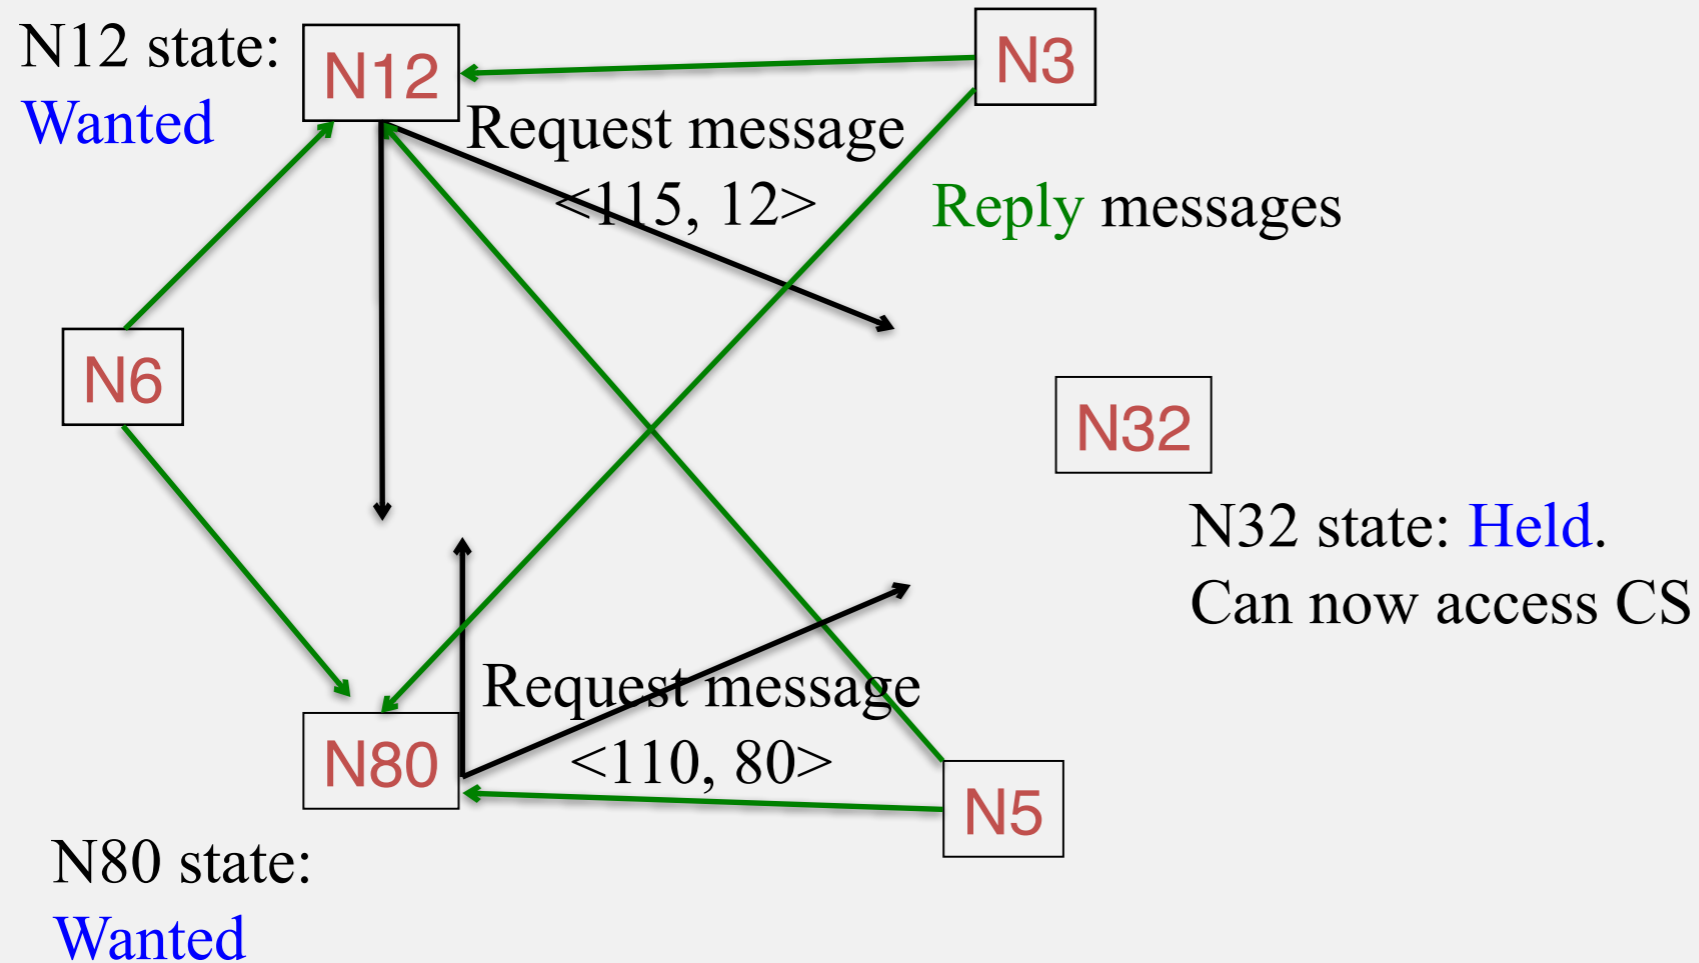 N12 state:
Wanted
N12
N3
Request message
<115, 12>
Reply messages
N6
N32
N32 state: Held.
Can now access CS
Request message
<110, 80>
N80
N5
N80 state:
Wanted